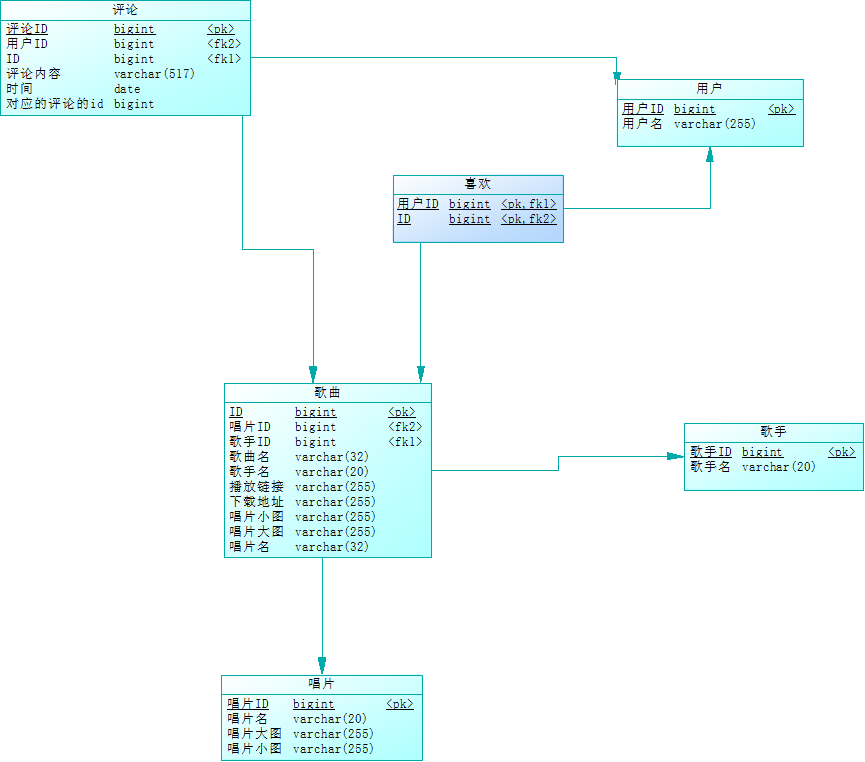 评论
评论ID bigint <pk>
用户ID bigint <fk2>
ID bigint <fk1>
评论内容 varchar(517)
时间 date
对应的评论的id bigint
用户
用户ID bigint <pk>
用户名 varchar(255)
喜欢
用户ID bigint <pk,fk1>
ID bigint <pk,fk2>
歌曲
ID bigint <pk>
唱片ID bigint <fk2>
歌手ID bigint <fk1>
歌曲名 varchar(32)
歌手名 varchar(20)
播放链接 varchar(255)
下载地址 varchar(255)
唱片小图 varchar(255)
唱片大图 varchar(255)
唱片名 varchar(32)
歌手
歌手ID bigint <pk>
歌手名 varchar(20)
唱片
唱片ID bigint <pk>
唱片名 varchar(20)
唱片大图 varchar(255)
唱片小图 varchar(255)